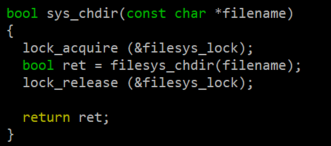 bool sys_chdir(const char *filename)
{
  lock_acquire (&filesys_lock);
  bool ret = filesys_chdir(filename);
  lock_release (&filesys_lock);

  return ret;
}